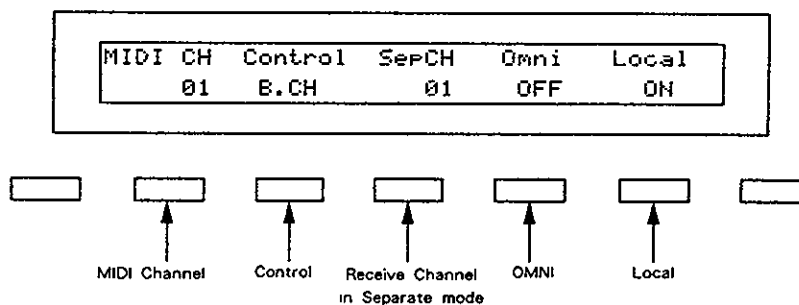 MIDI CH Control SepCH Omni Local
01 B.CH 01 OFF ON
MIDI Channel Control Receive Channel OMNI Local
in Separate mode